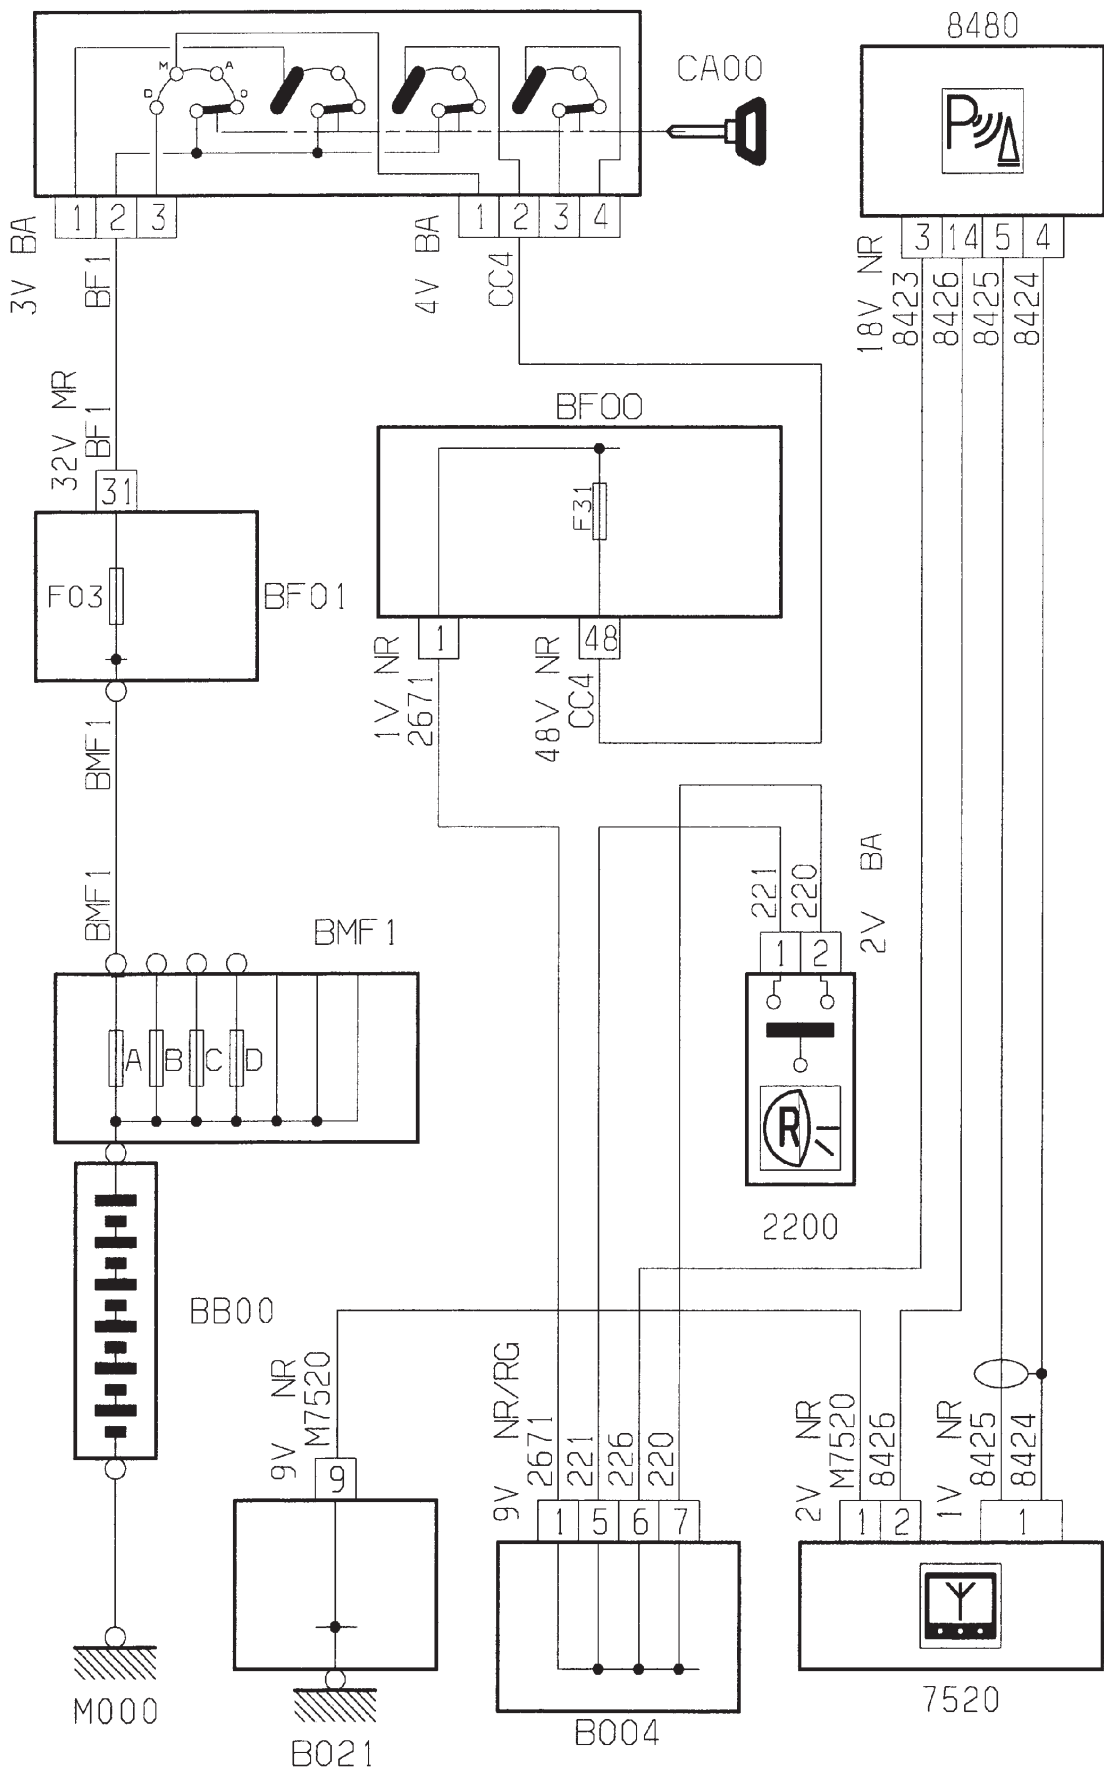 8480
CA00
M
A
D
D
P
1 2 3
1 2 3 4
3 14 5 4
3V BA
BF1
4V BA
CC4
18V NR
8423
8426
8425
8424
32V MR
BF1
31
BF00
F31
F03
BF01
1
48
1V NR
2671
48V NR
CC4
BMF1
BMF1
221
220
2V BA
1 2
BMF1
A B C D
R
2200
BB00
9V NR
M7520
9
9V NR/RG
2671
221
226
220
1 5 6 7
2V NR
M7520
8426
1 2
1V NR
8425
8424
1
M000
B021
B004
7520